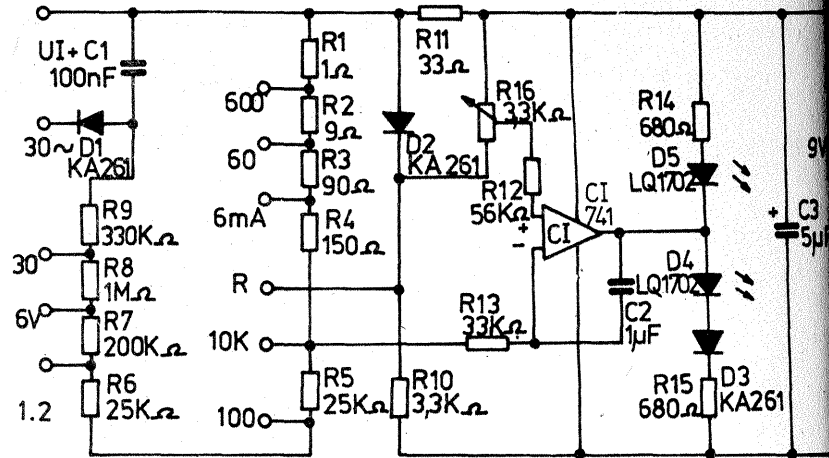 UI+ C1
100nF
30~ D1
KA261
R9
330KΩ
30
R8
1MΩ
6V
R7
200KΩ
R6
25KΩ
1.2
R1
1Ω
600
R2
9Ω
60
R3
90Ω
6mA
R4
150Ω
R
10K
R5
25KΩ
100
R11
33Ω
D2
KA261
R16
3,3KΩ
R12
56KΩ
+
-
CI
CI
741
R13
33KΩ
C2
1µF
R10
3,3KΩ
R14
680Ω
D5
LQ1702
D4
LQ1702
D3
KA261
R15
680Ω
9V
+
C3
5µF